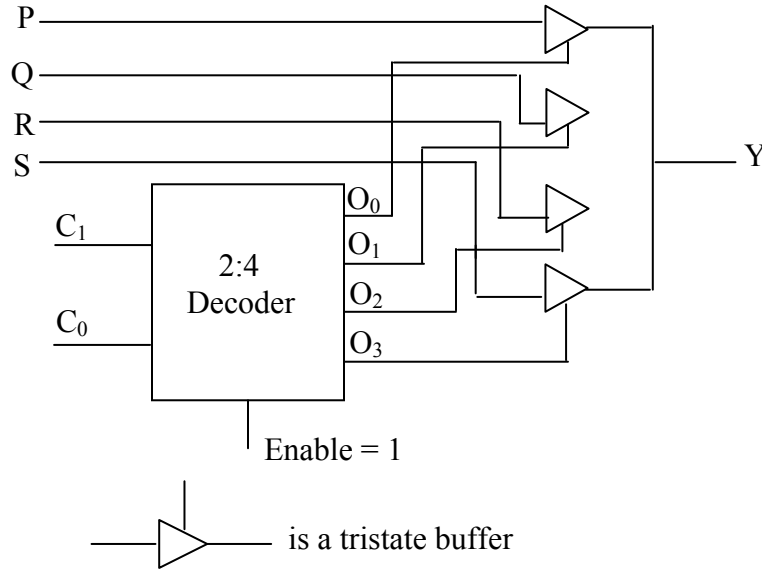 P
Q
R
S
Y
O₀
C₁
O₁
2:4
Decoder
O₂
C₀
O₃
Enable = 1
is a tristate buffer